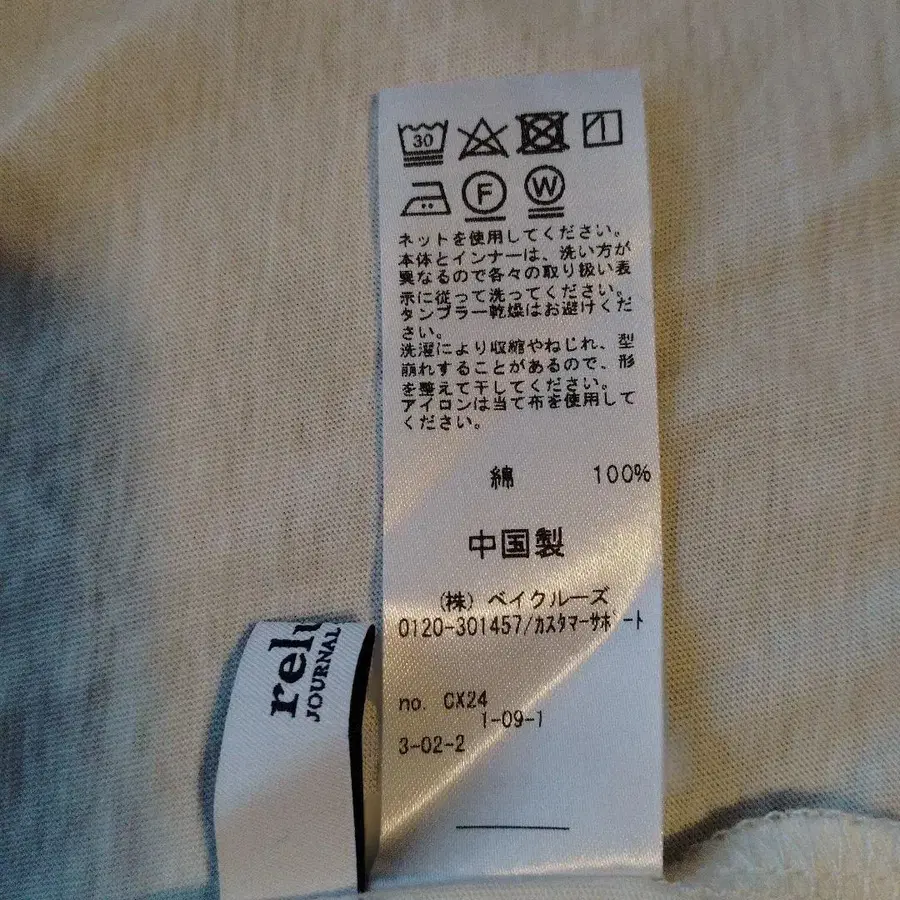 30
F W
ネットを使用してください。
本体とインナーは、洗い方が
異なるので各々の取り扱い表
示に従って洗ってください。
タンブラー乾燥はお避けくだ
さい。
洗濯により収縮やねじれ、型
崩れすることがあるので、形
を整えて干してください。
アイロンは当て布を使用して
ください。
綿 100%
中国製
(株) ベイクルーズ
0120-301457/カスタマーサポート
no. CX24
1-09-1
3-02-2
JOURNAL